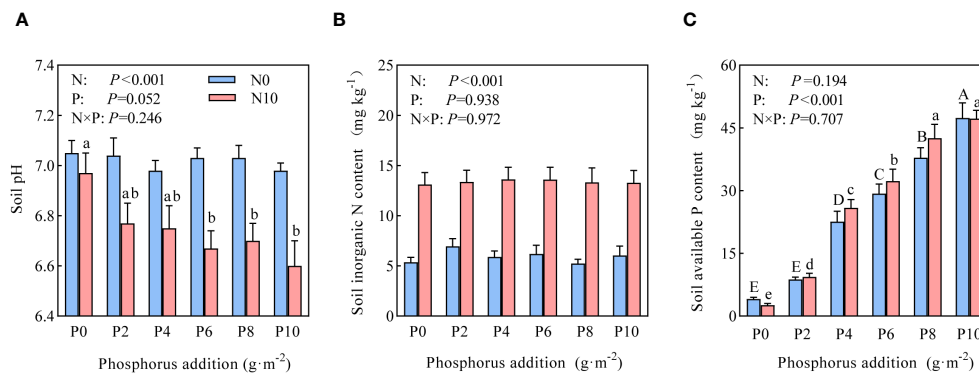 A
Soil pH
7.4
7.2
7.0
6.8
6.6
6.4
N: P<0.001
P: P=0.052
N×P: P=0.246
N0
N10
a
ab
ab
b
b
b
P0 P2 P4 P6 P8 P10
Phosphorus addition (g·m⁻²)
B
Soil inorganic N content (mg kg⁻¹)
25
20
15
10
5
0
N: P<0.001
P: P=0.938
N×P: P=0.972
P0 P2 P4 P6 P8 P10
Phosphorus addition (g·m⁻²)
C
Soil available P content (mg kg⁻¹)
60
45
30
15
0
N: P=0.194
P: P<0.001
N×P: P=0.707
E e
E d
D c
C b
B a
A a
P0 P2 P4 P6 P8 P10
Phosphorus addition (g·m⁻²)